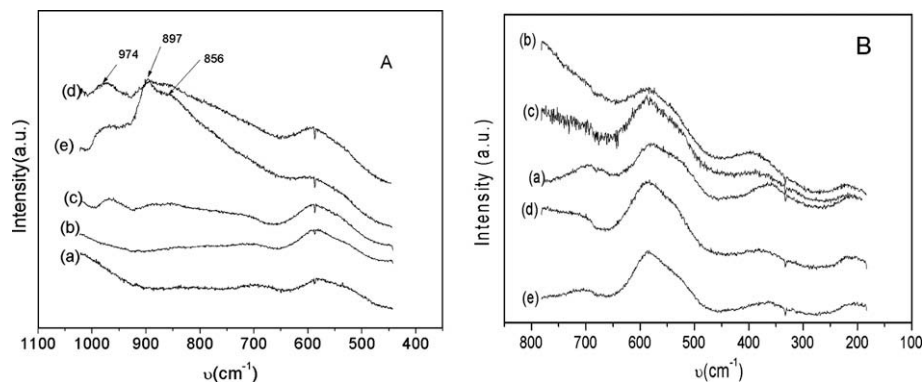 A
974
897
856
(d)
(e)
(c)
(b)
(a)
Intensity(a.u.)
1100 1000 900 800 700 600 500 400
υ(cm⁻¹)
B
(b)
(c)
(a)
(d)
(e)
Intensity (a.u.)
800 700 600 500 400 300 200 100
υ(cm⁻¹)